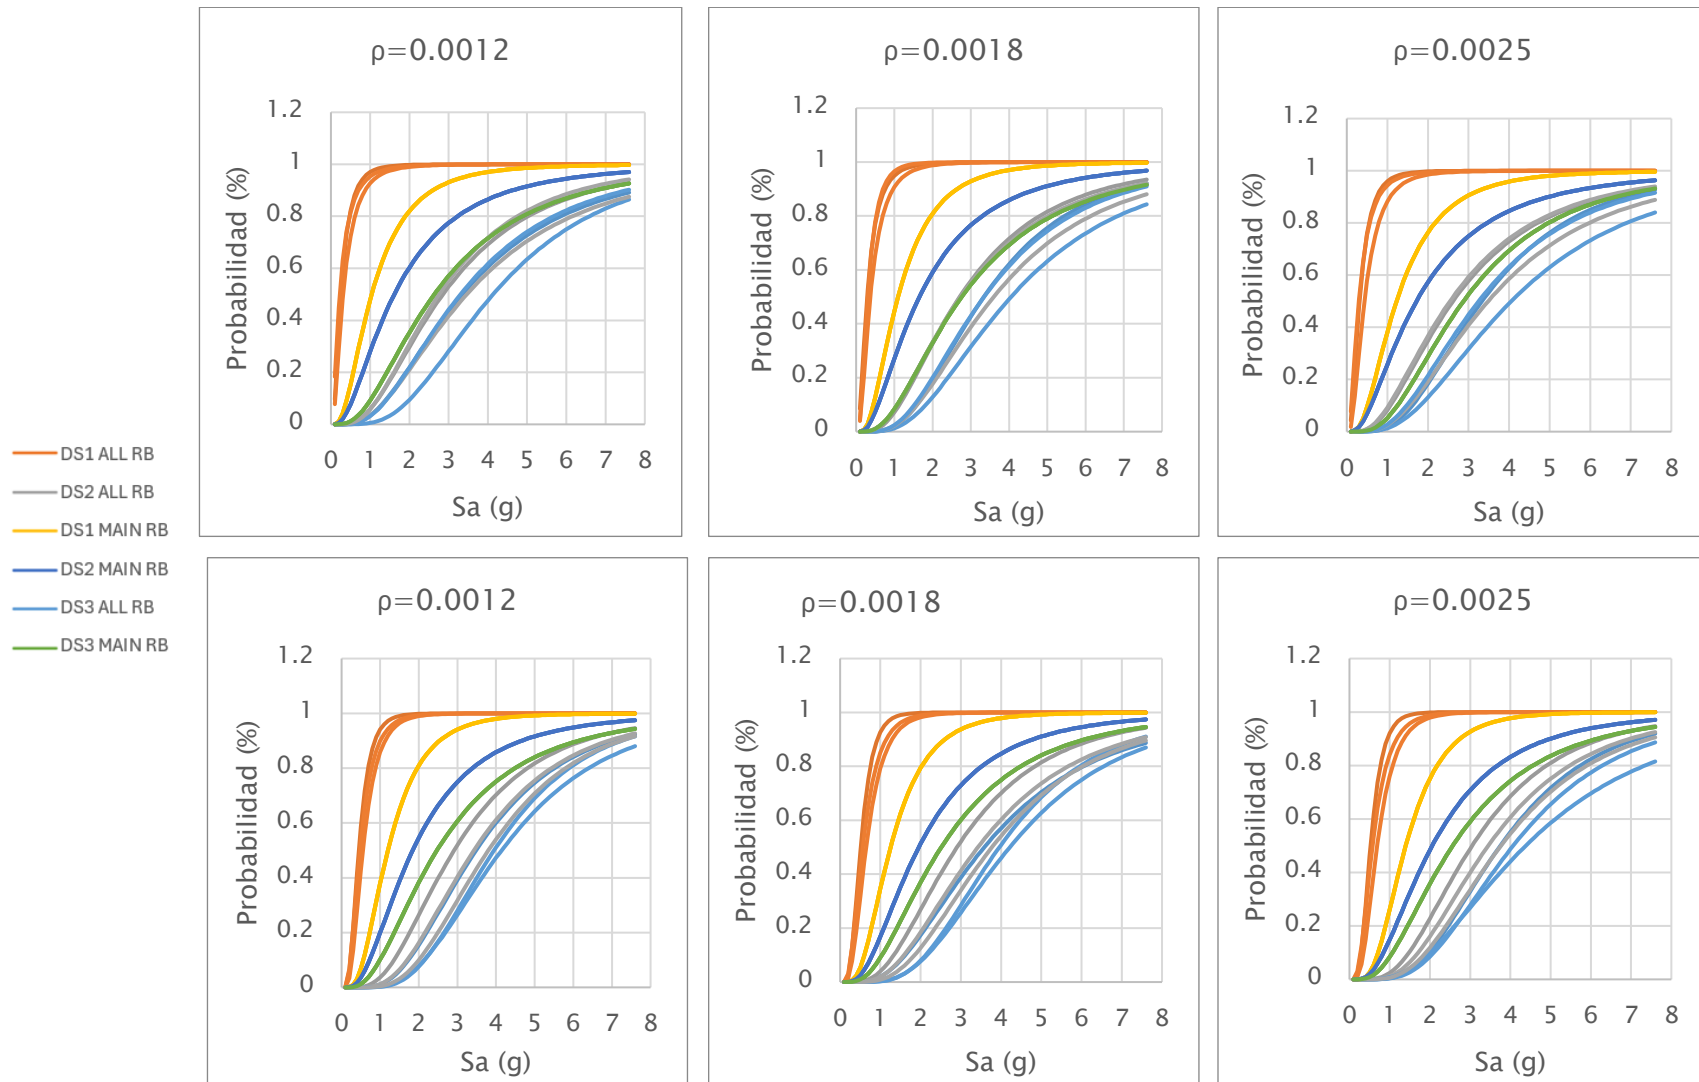 DS1 ALL RB
DS2 ALL RB
DS1 MAIN RB
DS2 MAIN RB
DS3 ALL RB
DS3 MAIN RB
ρ=0.0012
Probabilidad (%)
1.2
1
0.8
0.6
0.4
0.2
0
0 1 2 3 4 5 6 7 8
Sa (g)
ρ=0.0018
Probabilidad (%)
1.2
1
0.8
0.6
0.4
0.2
0
0 1 2 3 4 5 6 7 8
Sa (g)
ρ=0.0025
Probabilidad (%)
1.2
1
0.8
0.6
0.4
0.2
0
0 1 2 3 4 5 6 7 8
Sa (g)
ρ=0.0012
Probabilidad (%)
1.2
1
0.8
0.6
0.4
0.2
0
0 1 2 3 4 5 6 7 8
Sa (g)
ρ=0.0018
Probabilidad (%)
1.2
1
0.8
0.6
0.4
0.2
0
0 1 2 3 4 5 6 7 8
Sa (g)
ρ=0.0025
Probabilidad (%)
1.2
1
0.8
0.6
0.4
0.2
0
0 1 2 3 4 5 6 7 8
Sa (g)